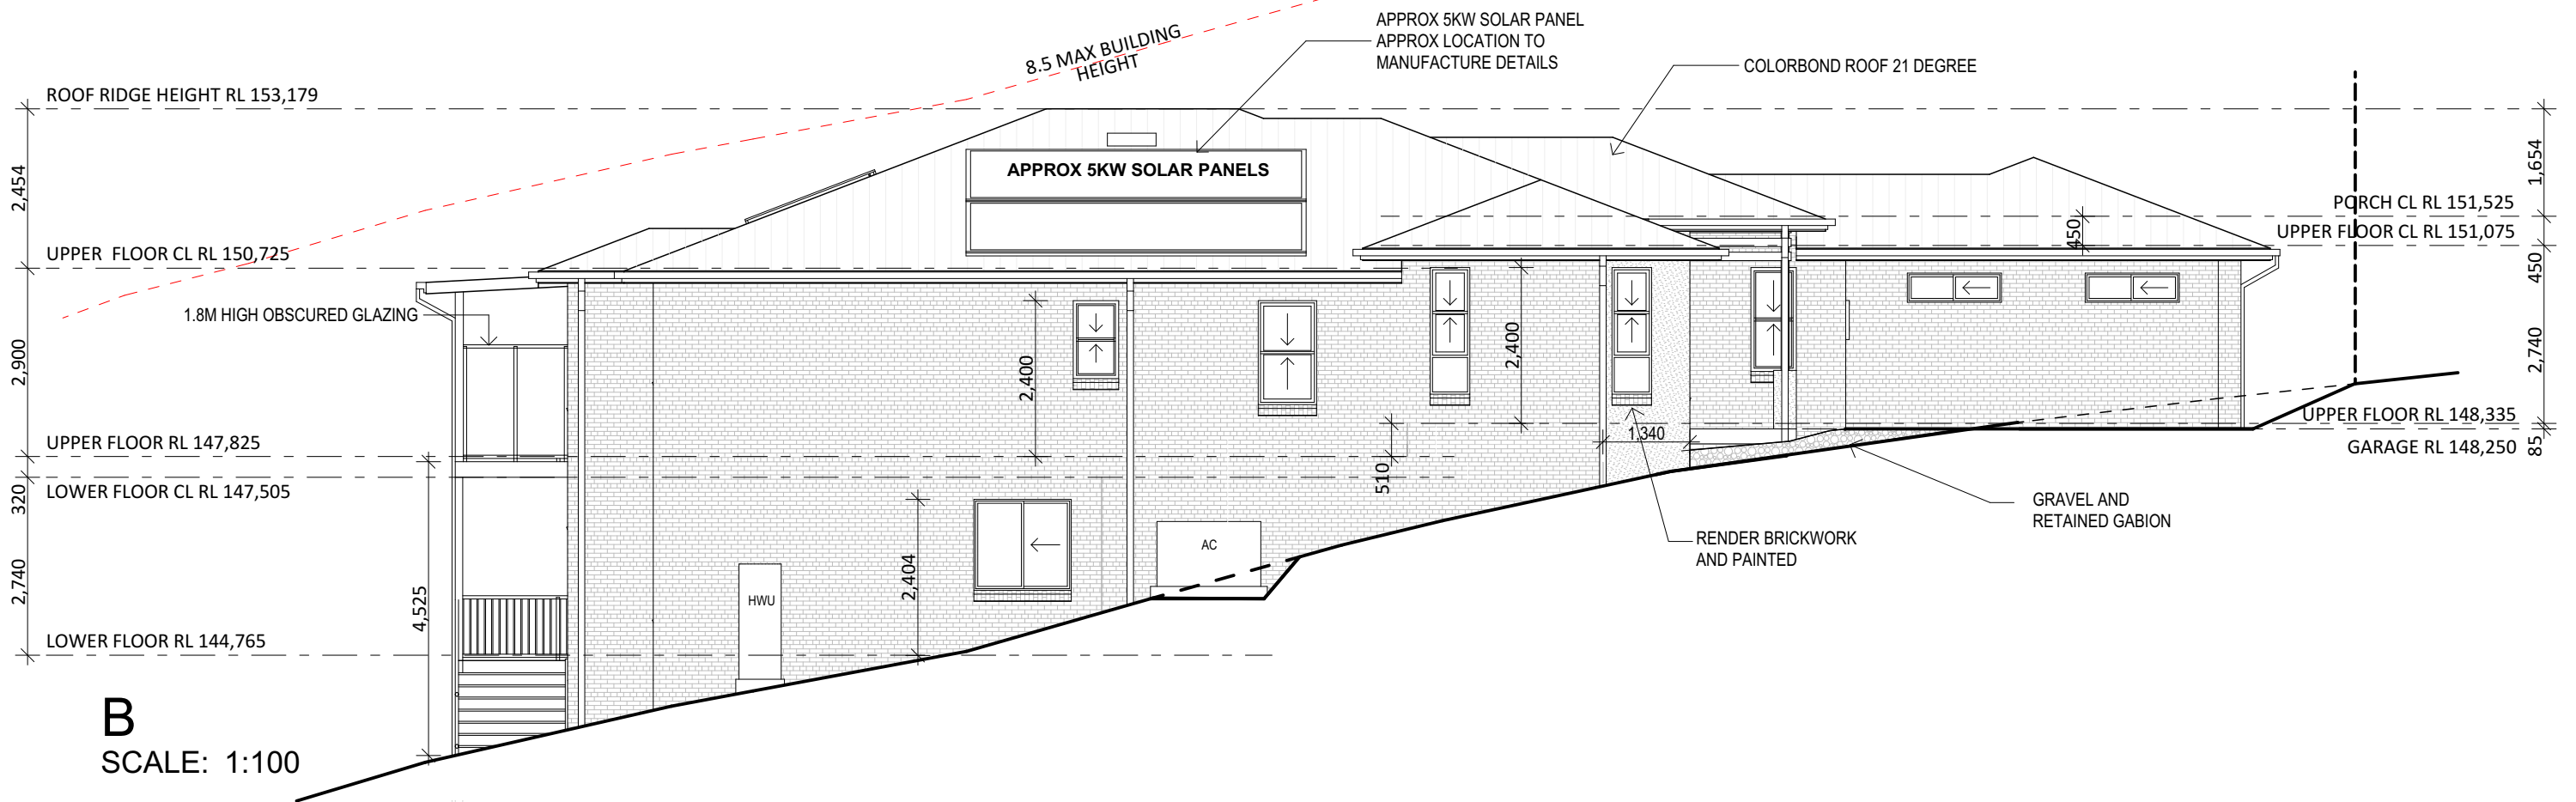 APPROX 5KW SOLAR PANEL
APPROX LOCATION TO
MANUFACTURE DETAILS
8.5 MAX BUILDING
HEIGHT
COLORBOND ROOF 21 DEGREE
ROOF RIDGE HEIGHT RL 153,179
APPROX 5KW SOLAR PANELS
2,454
1,654
PORCH CL RL 151,525
UPPER FLOOR CL RL 151,075
450
450
UPPER FLOOR CL RL 150,725
1.8M HIGH OBSCURED GLAZING
2,900
2,400
2,400
2,740
UPPER FLOOR RL 148,335
GARAGE RL 148,250
85
1,340
UPPER FLOOR RL 147,825
510
320
LOWER FLOOR CL RL 147,505
GRAVEL AND
RETAINED GABION
RENDER BRICKWORK
AND PAINTED
AC
HWU
2,404
2,740
4,525
LOWER FLOOR RL 144,765
B
SCALE: 1:100